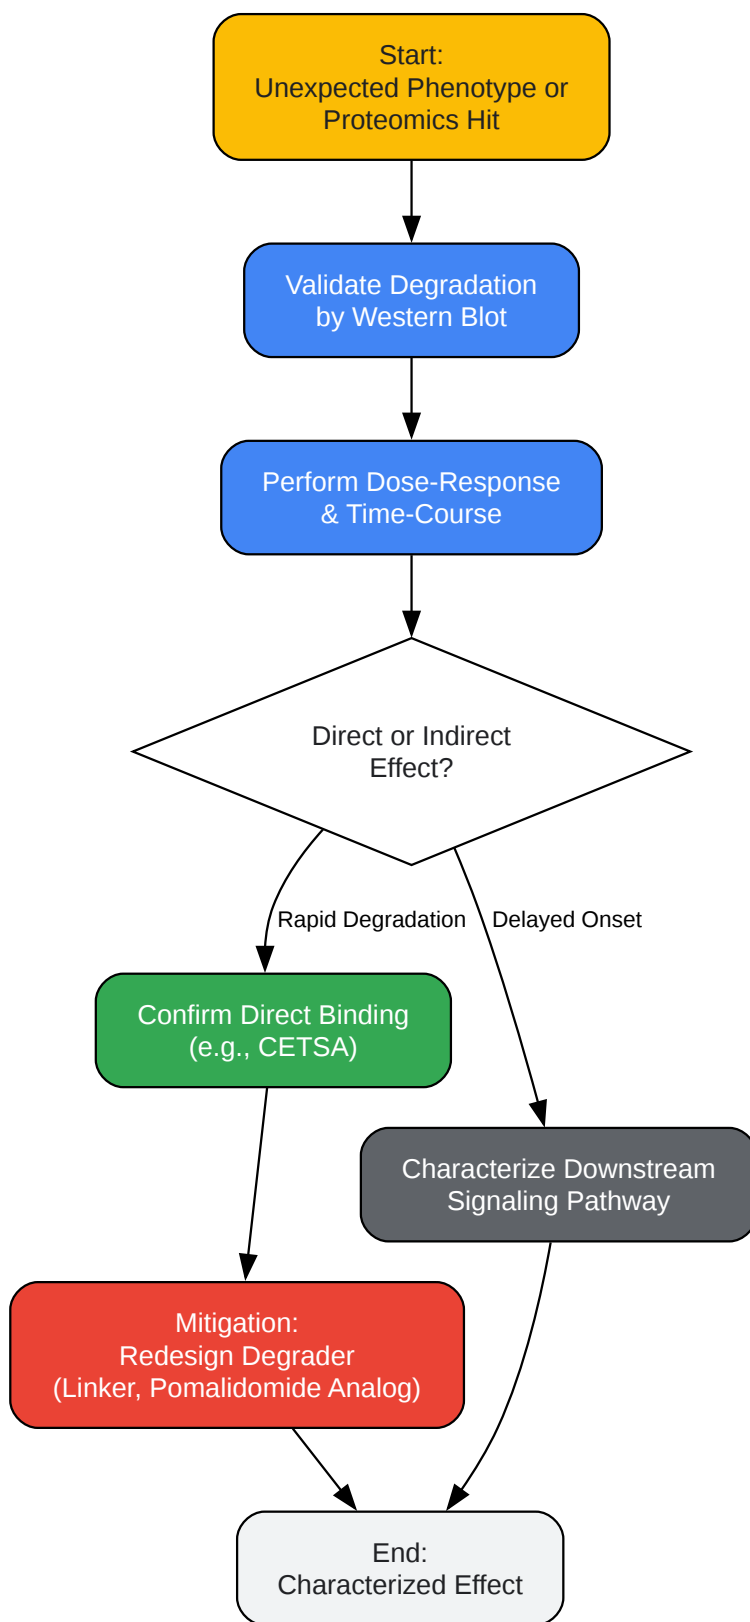 Start:
Unexpected Phenotype or
Proteomics Hit
Validate Degradation
by Western Blot
Perform Dose-Response
& Time-Course
Direct or Indirect
Effect?
Rapid Degradation
Delayed Onset
Confirm Direct Binding
(e.g., CETSA)
Characterize Downstream
Signaling Pathway
Mitigation:
Redesign Degrader
(Linker, Pomalidomide Analog)
End:
Characterized Effect